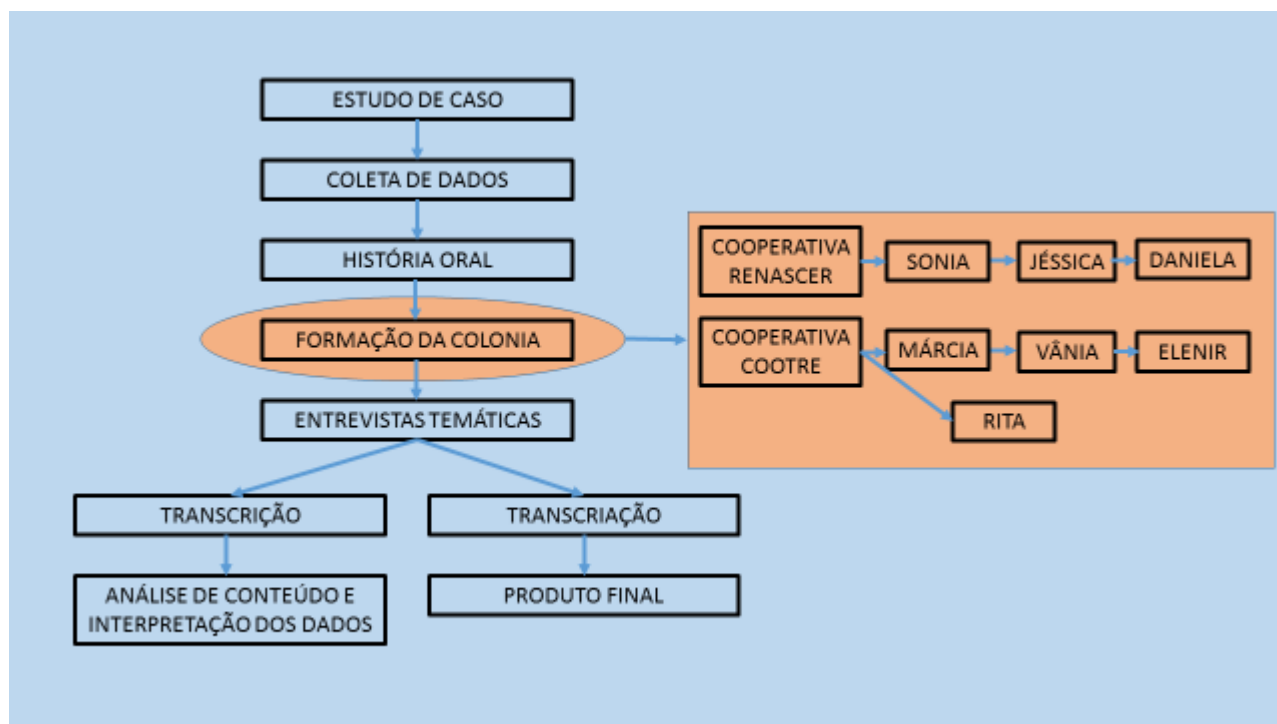 ESTUDO DE CASO
COLETA DE DADOS
HISTÓRIA ORAL
FORMAÇÃO DA COLONIA
ENTREVISTAS TEMÁTICAS
TRANSCRIÇÃO
TRANSCRIAÇÃO
ANÁLISE DE CONTEÚDO E
INTERPRETAÇÃO DOS DADOS
PRODUTO FINAL
COOPERATIVA
RENASCER
SONIA
JÉSSICA
DANIELA
COOPERATIVA
COOTRE
MÁRCIA
VÂNIA
ELENIR
RITA